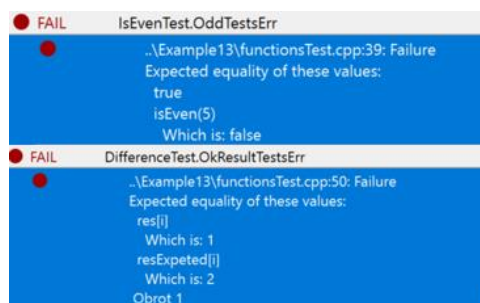 FAIL IsEvenTest.OddTestsErr
..\Example13\functionsTest.cpp:39: Failure
Expected equality of these values:
true
isEven(5)
Which is: false
FAIL DifferenceTest.OkResultTestsErr
..\Example13\functionsTest.cpp:50: Failure
Expected equality of these values:
res[i]
Which is: 1
resExpeted[i]
Which is: 2
Obrot 1